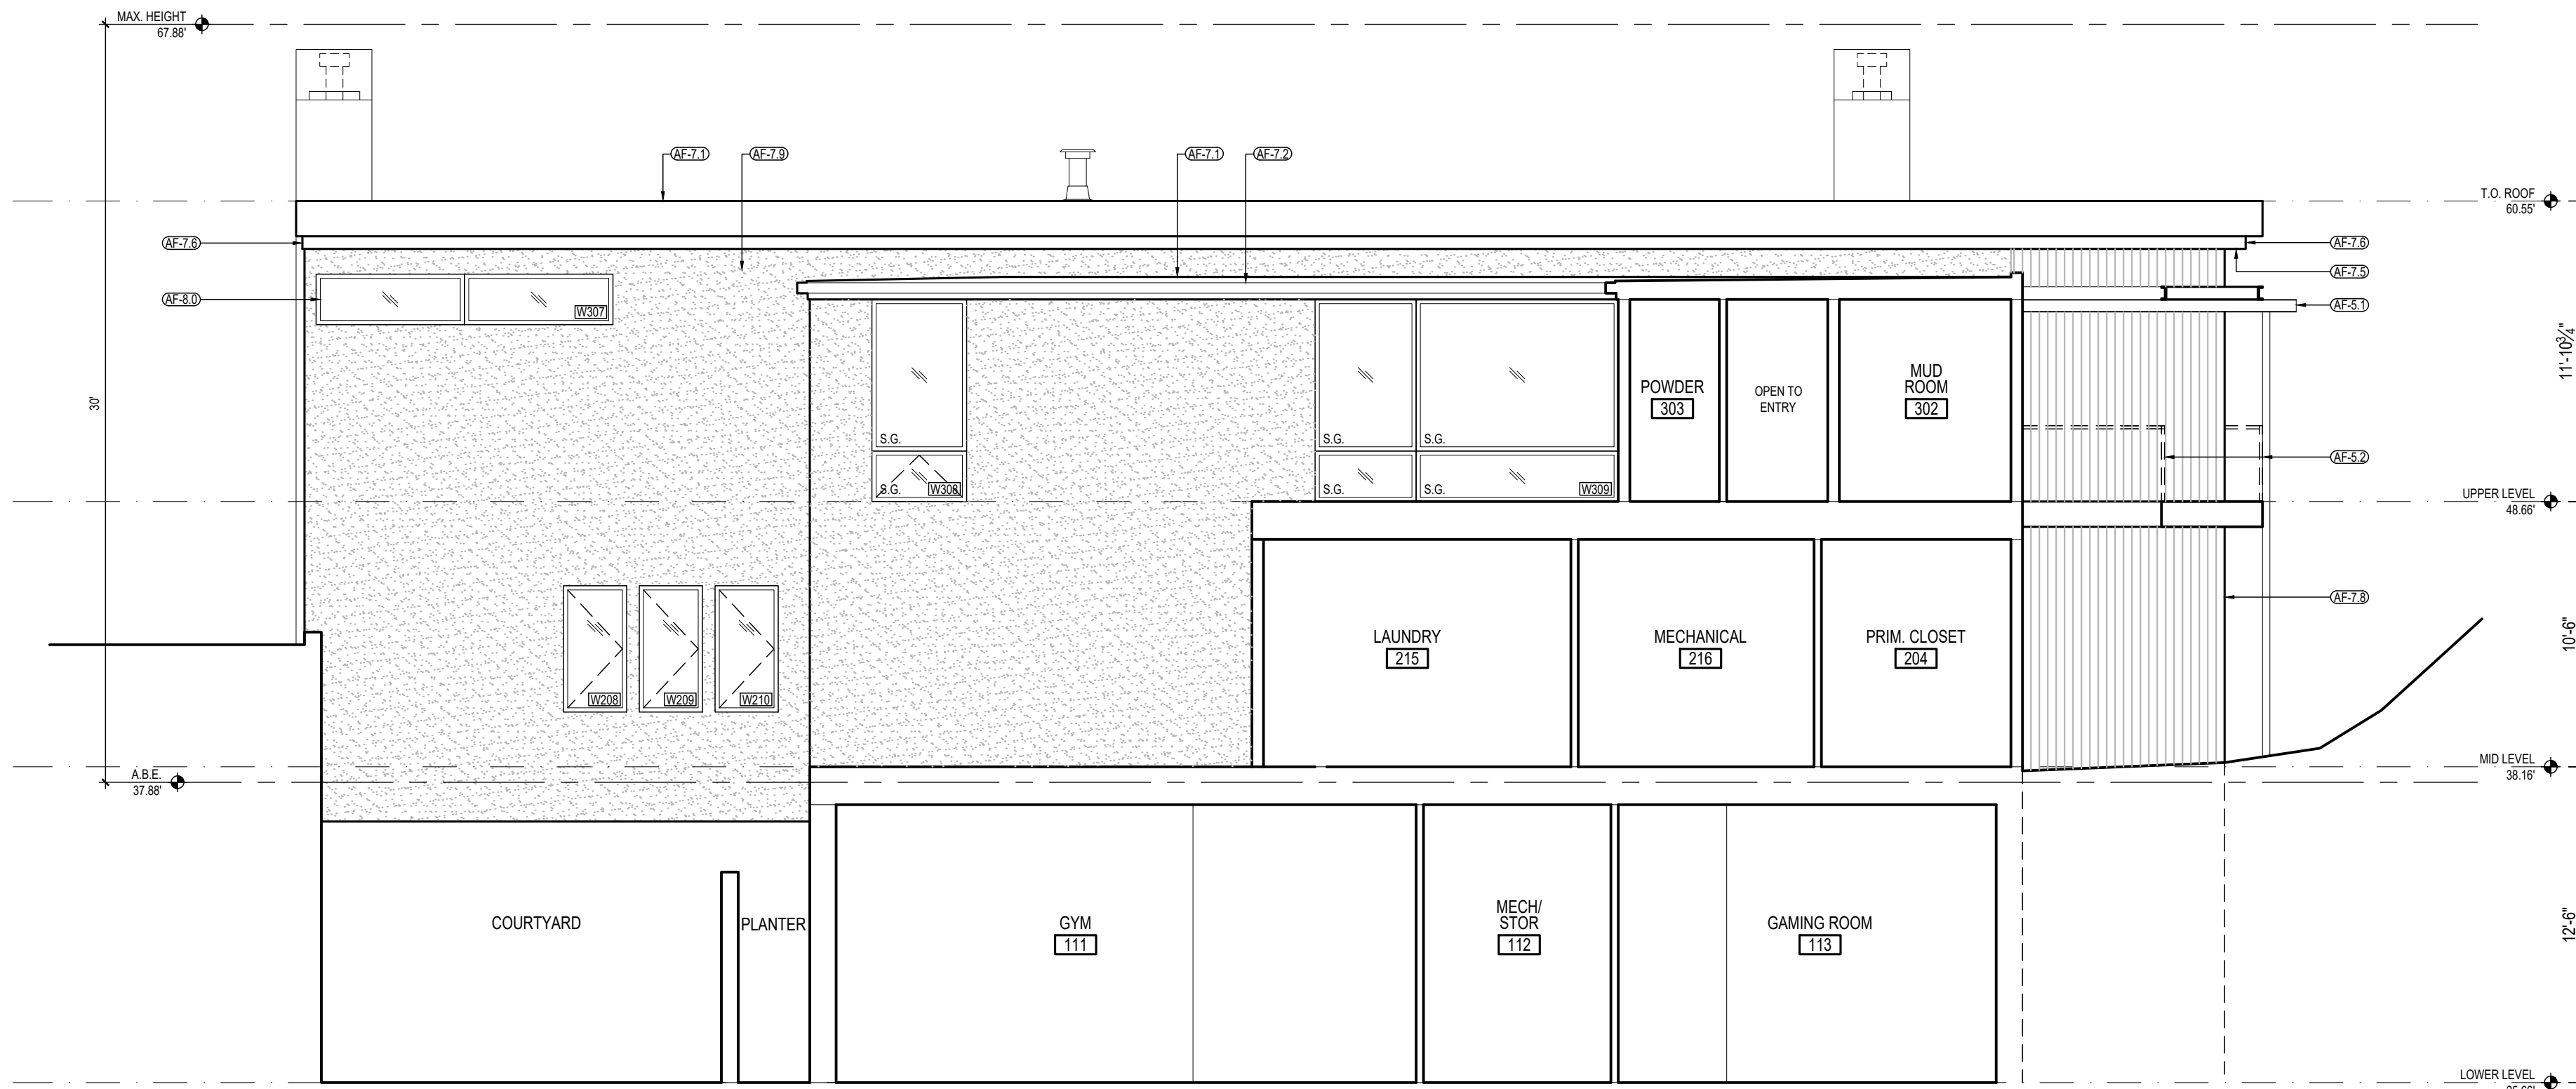 MAX. HEIGHT
67.88'
AF-7.1
AF-7.9
AF-7.1
AF-7.2
T.O. ROOF
60.55'
AF-7.6
AF-7.6
AF-7.5
AF-8.0
W307
AF-5.1
11'-10¾"
30'
POWDER
303
OPEN TO
ENTRY
MUD
ROOM
302
S.G.
S.G.
S.G.
AF-5.2
S.G.
W308
S.G.
S.G.
W309
UPPER LEVEL
48.66'
AF-7.8
LAUNDRY
215
MECHANICAL
216
PRIM. CLOSET
204
10'-6"
W208
W209
W210
A.B.E.
37.88'
MID LEVEL
38.16'
COURTYARD
PLANTER
GYM
111
MECH/
STOR
112
GAMING ROOM
113
12'-6"
LOWER LEVEL